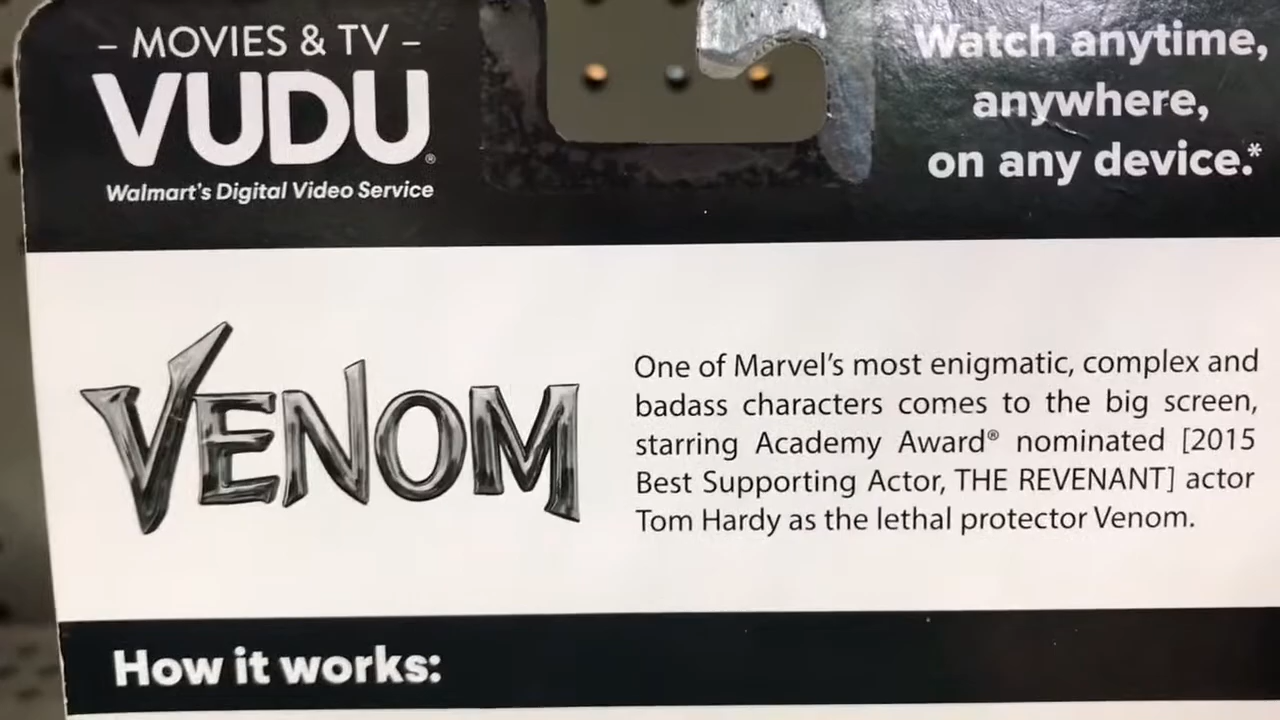 – MOVIES & TV –
VUDU®
Walmart's Digital Video Service
Watch anytime,
anywhere,
on any device.*
VENOM
One of Marvel's most enigmatic, complex and
badass characters comes to the big screen,
starring Academy Award® nominated [2015
Best Supporting Actor, THE REVENANT] actor
Tom Hardy as the lethal protector Venom.
How it works: